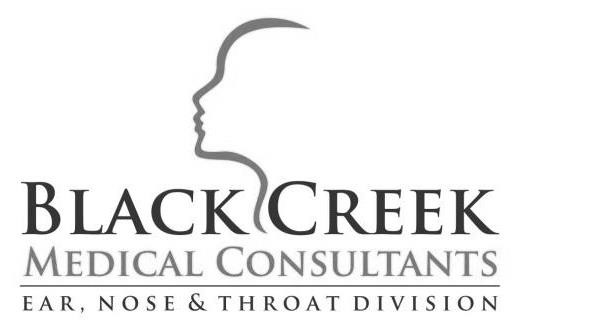 BLACK CREEK
MEDICAL CONSULTANTS
EAR, NOSE & THROAT DIVISION